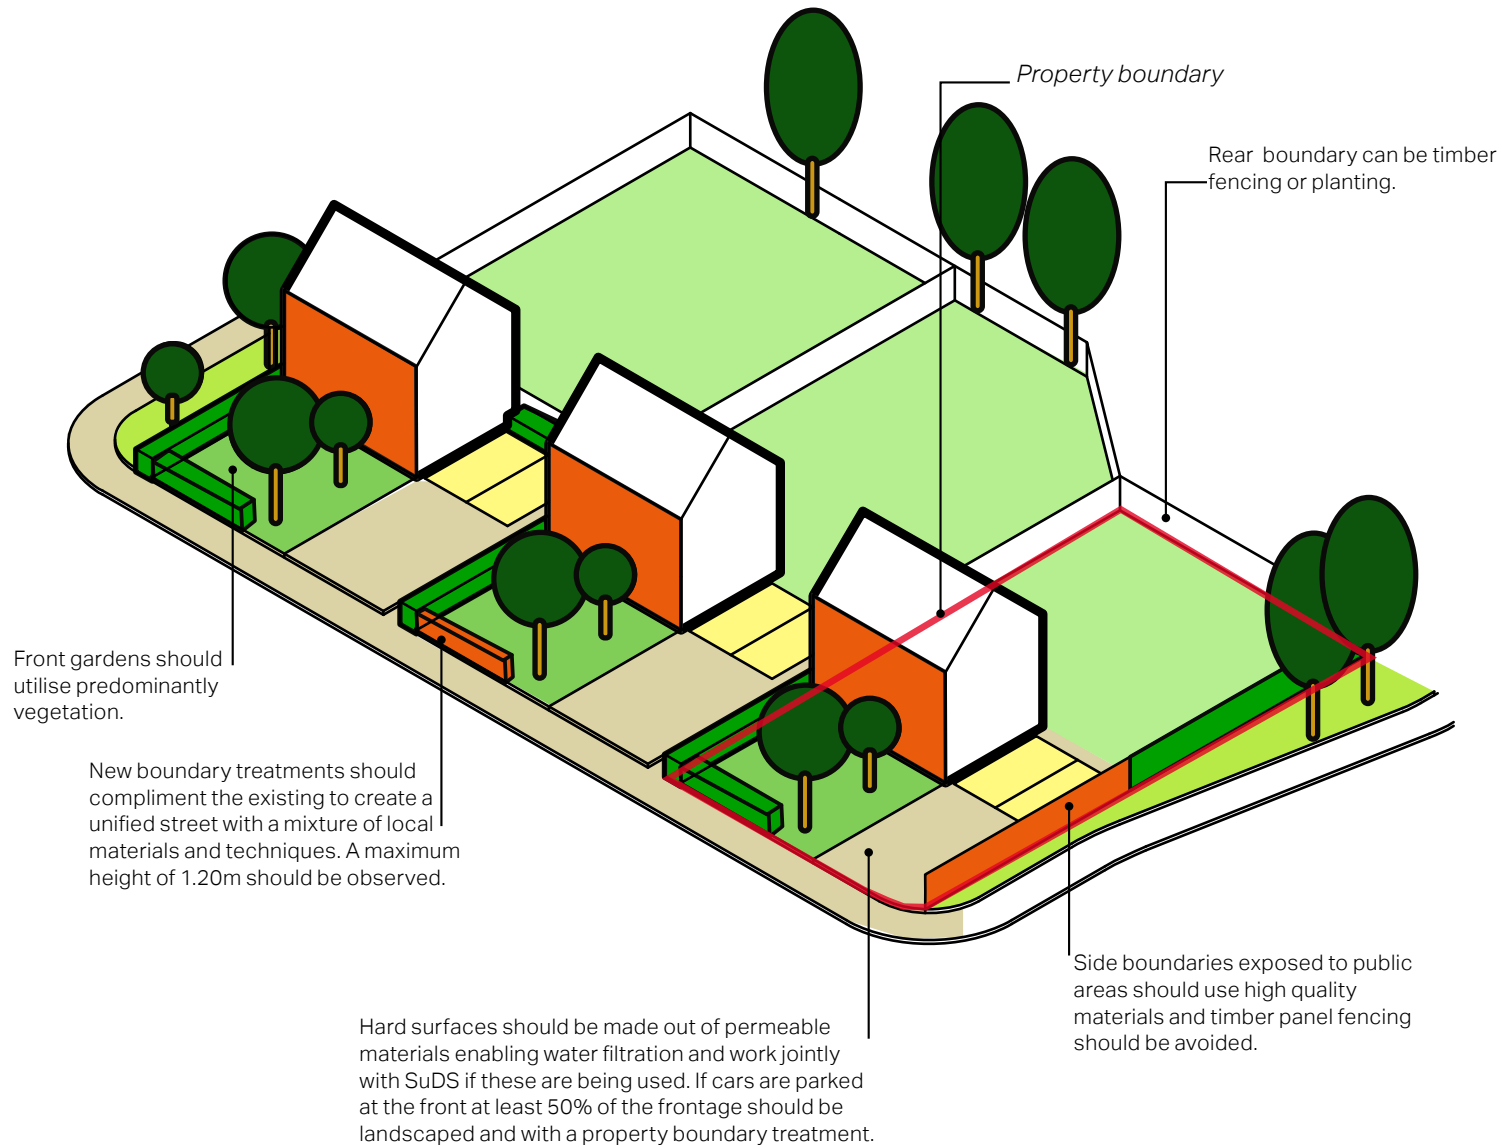 Property boundary
Rear  boundary can be timber
fencing or planting.
Front gardens should
utilise predominantly
vegetation.
New boundary treatments should
compliment the existing to create a
unified street with a mixture of local
materials and techniques. A maximum
height of 1.20m should be observed.
Side boundaries exposed to public
areas should use high quality
materials and timber panel fencing
should be avoided.
Hard surfaces should be made out of permeable
materials enabling water filtration and work jointly
with SuDS if these are being used. If cars are parked
at the front at least 50% of the frontage should be
landscaped and with a property boundary treatment.